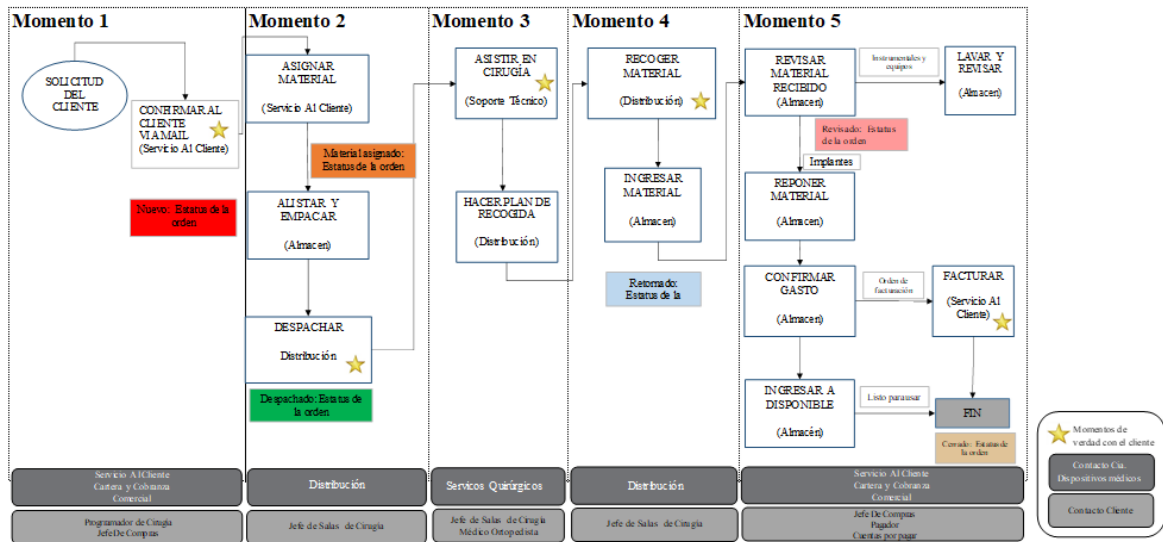 Momento 1
SOLICITUD
DEL
CLIENTE
CONFIRMAR AL
CLIENTE
VIA MAIL
(Servicio Al Cliente)
Nuevo: Estatus de la
orden
Momento 2
ASIGNAR
MATERIAL
(Servicio Al Cliente)
Material asignado:
Estatus de la orden
ALISTAR Y
EMPACAR
(Almacen)
DESPACHAR
Distribución
Despachado: Estatus de
la orden
Momento 3
ASISTIR EN
CIRUGÍA
(Soporte Técnico)
HACER PLAN DE
RECOGIDA
(Distribución)
Momento 4
RECOGER
MATERIAL
(Distribución)
INGRESAR
MATERIAL
(Almacen)
Retornado:
Estatus de la
Momento 5
REVISAR
MATERIAL
RECIBIDO
(Almacen)
Instrumentales y
equipos
LAVAR Y
REVISAR
(Almacen)
Revisado: Estatus
de la orden
Implantes
REPONER
MATERIAL
(Almacen)
CONFIRMAR
GASTO
(Almacen)
Orden de
facturación
FACTURAR
(Servicio Al
Cliente)
INGRESAR A
DISPONIBLE
(Almacén)
Listo para usar
FIN
Cerrado: Estatus de
la orden
Servicio Al Cliente
Cartera y Cobranza
Comercial
Distribución
Servicos Quirúrgicos
Distribución
Servicio Al Cliente
Cartera y Cobranza
Comercial
Programador de Cirugía
Jefe De Compras
Jefe de Salas de Cirugía
Jefe de Salas de Cirugía
Médico Ortopedista
Jefe de Salas de Cirugía
Jefe De Compras
Pagador
Cuentas por pagar
Momentos de
verdad con el cliente
Contacto Cia.
Dispositivos médicos
Contacto Cliente